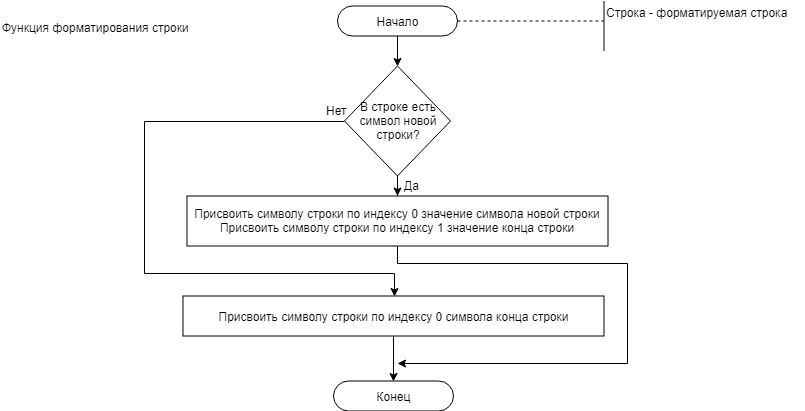 Начало
Строка - форматируемая строка
Функция форматирования строки
Нет
В строке есть
символ новой
строки?
Да
Присвоить символу строки по индексу 0 значение символа новой строки
Присвоить символу строки по индексу 1 значение конца строки
Присвоить символу строки по индексу 0 символа конца строки
Конец